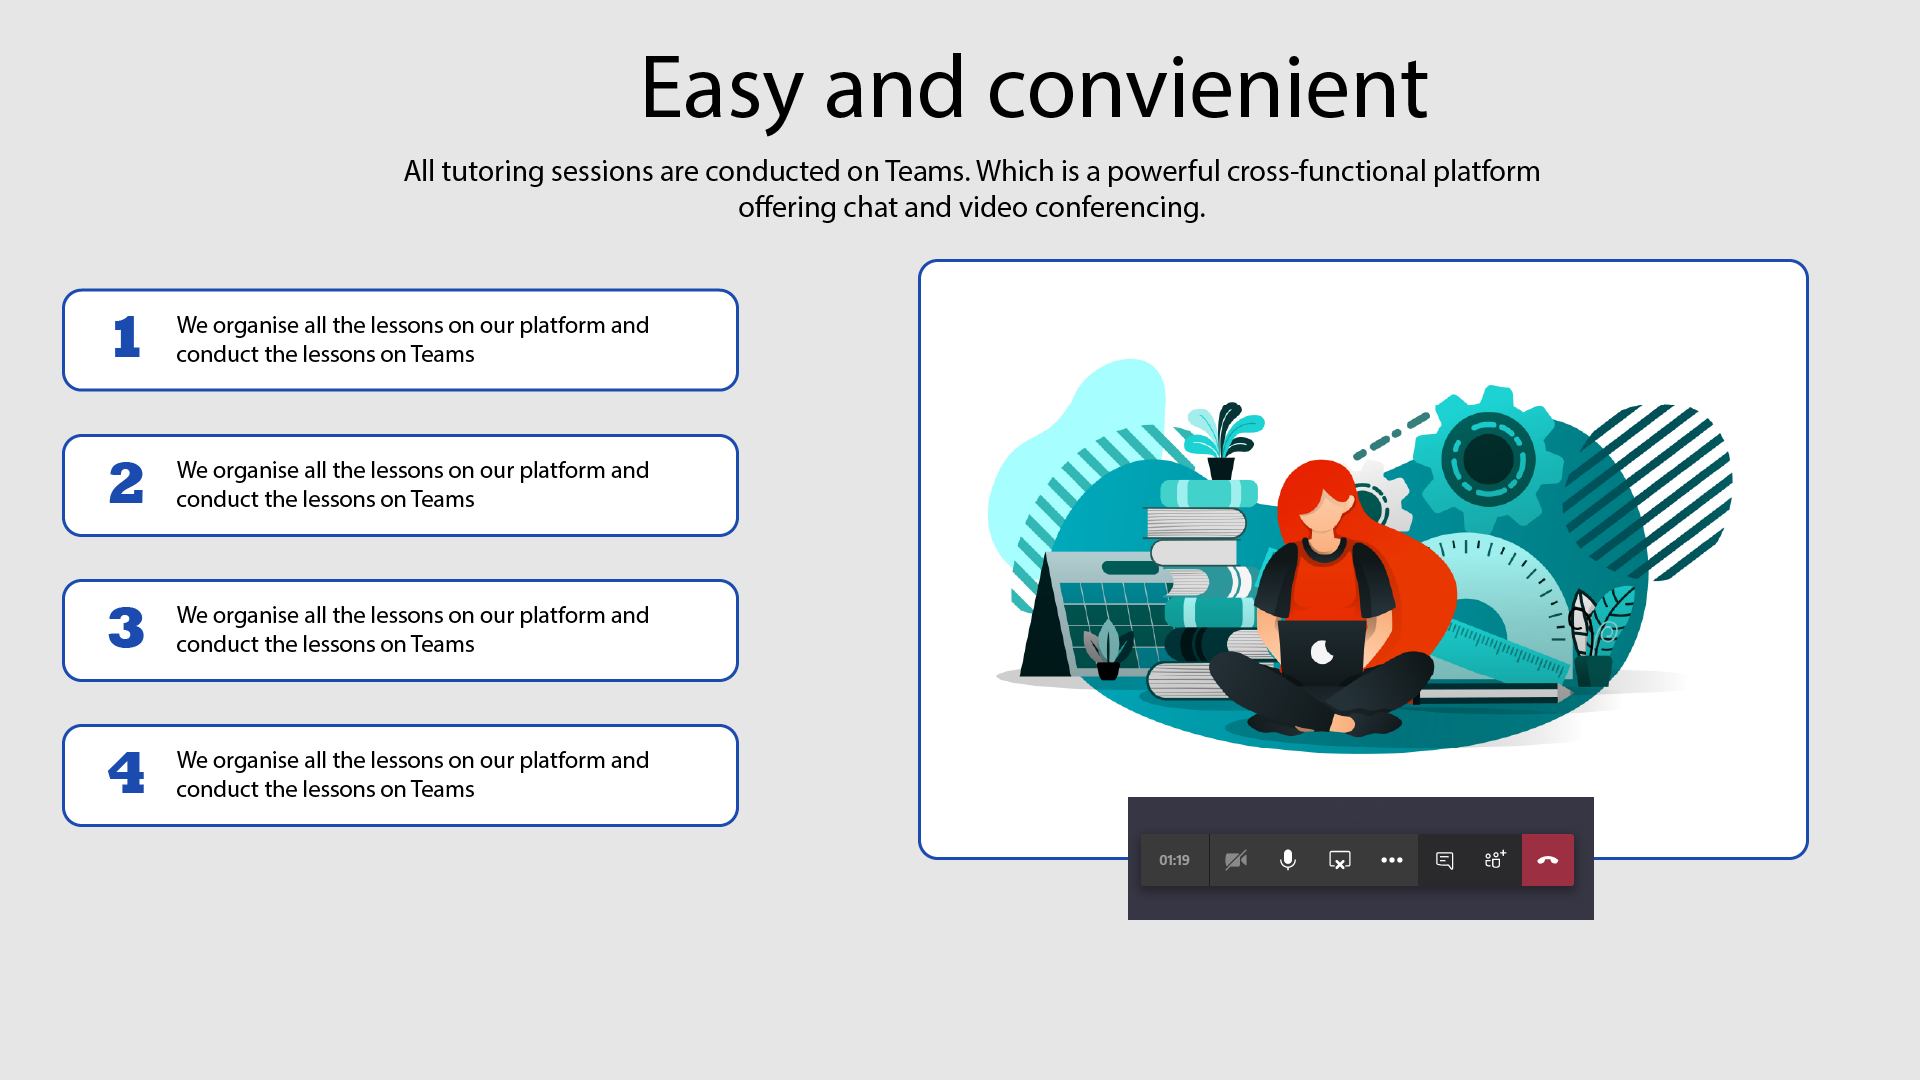 Easy and convienient
All tutoring sessions are conducted on Teams. Which is a powerful cross-functional platform
offering chat and video conferencing.
1
We organise all the lessons on our platform and
conduct the lessons on Teams
2
We organise all the lessons on our platform and
conduct the lessons on Teams
3
We organise all the lessons on our platform and
conduct the lessons on Teams
4
We organise all the lessons on our platform and
conduct the lessons on Teams
01:19